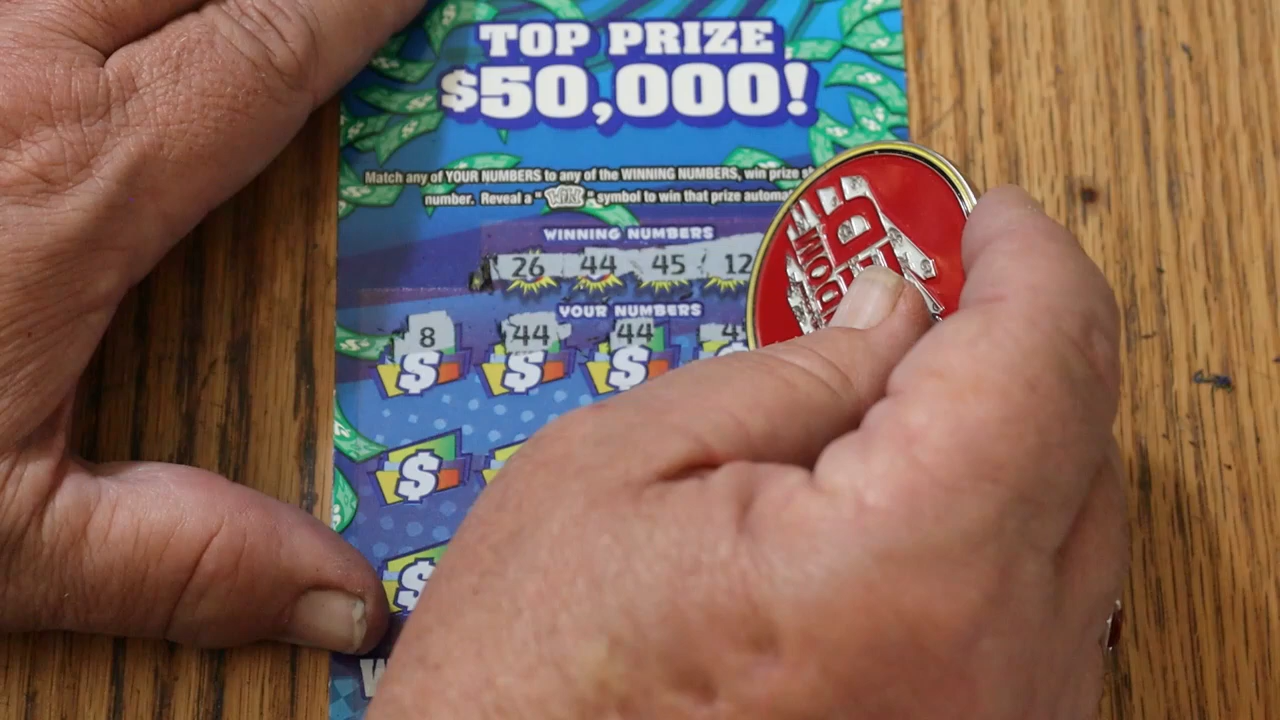 TOP PRIZE
$50,000!
Match any of YOUR NUMBERS to any of the WINNING NUMBERS, win prize
number. Reveal a "WIN" symbol to win that prize
WINNING NUMBERS
26 44 45 12
YOUR NUMBERS
8 44 44
$ $ $
$
$